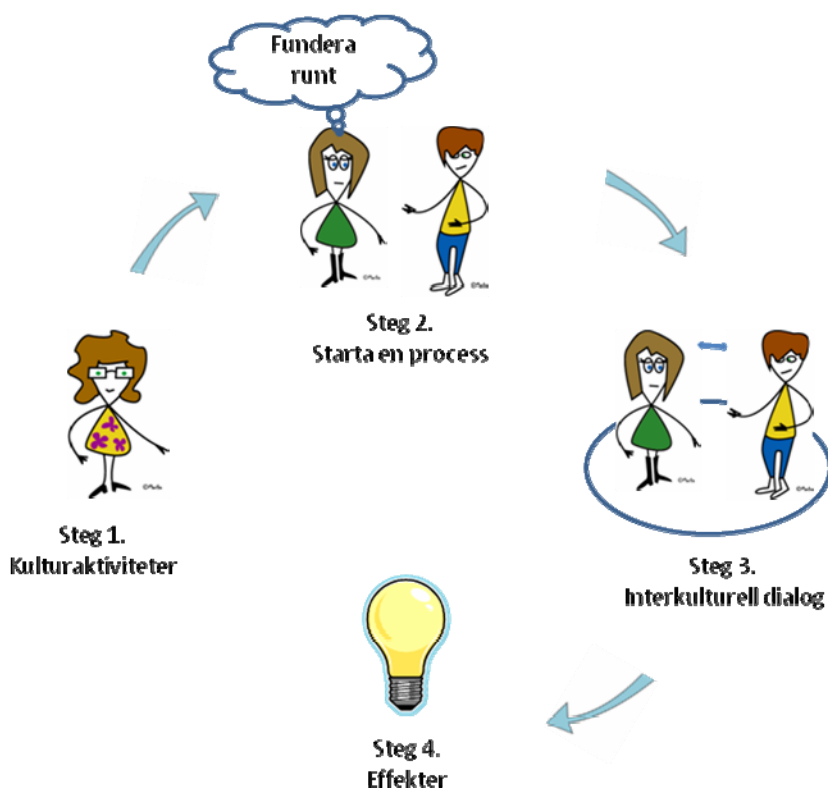 Fundera
runt
Steg 2.
Starta en process
Steg 1.
Kulturaktiviteter
Steg 3.
Interkulturell dialog
Steg 4.
Effekter